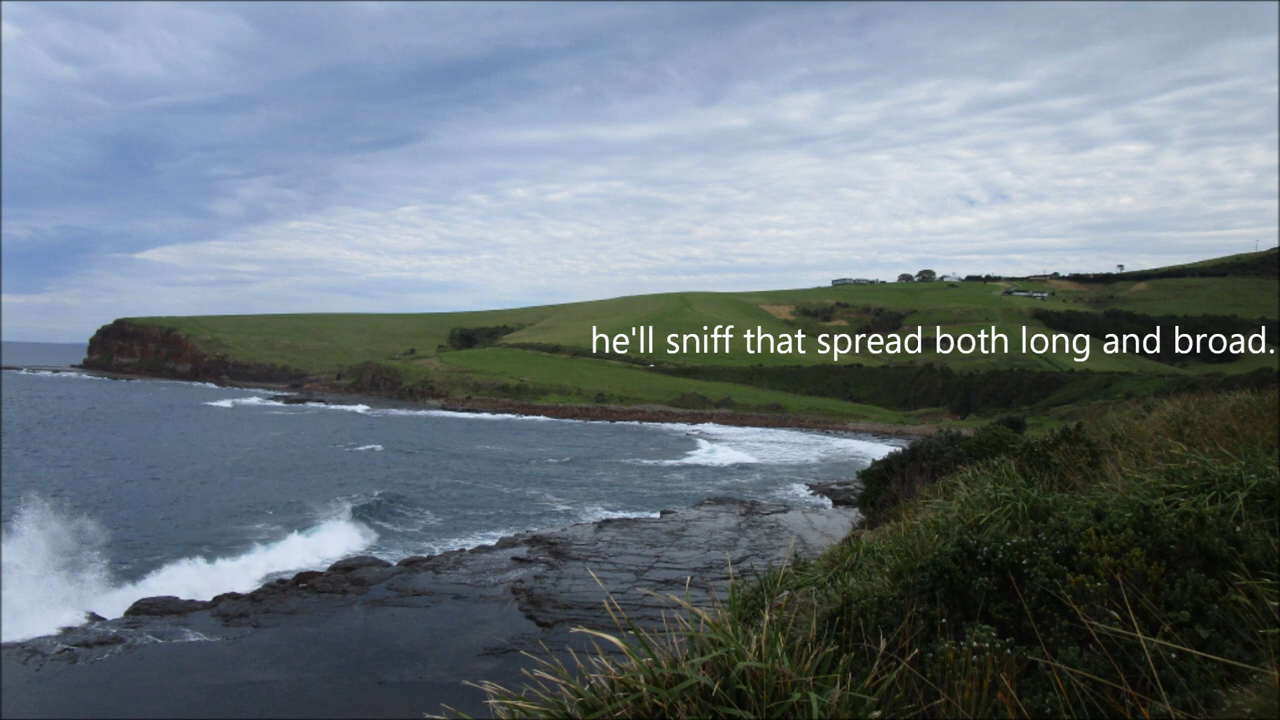 he'll sniff that spread both long and broad.